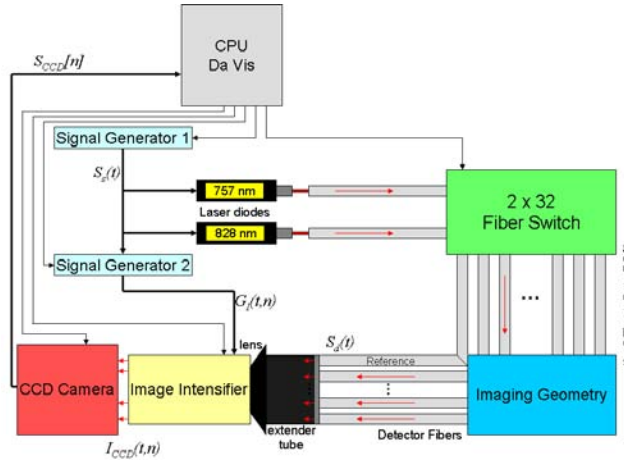 CPU
Da Vis
S_CCD[n]
Signal Generator 1
S_s(t)
757 nm
Laser diodes
828 nm
2 x 32
Fiber Switch
Signal Generator 2
G_I(t,n)
...
S_d(t)
lens
Reference
CCD Camera
Image Intensifier
Imaging Geometry
extender
tube
Detector Fibers
I_CCD(t,n)